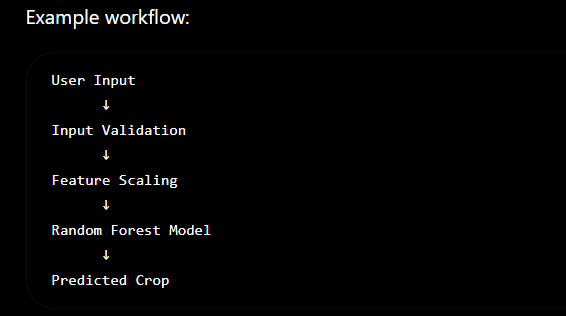 Example workflow:
User Input
↓
Input Validation
↓
Feature Scaling
↓
Random Forest Model
↓
Predicted Crop